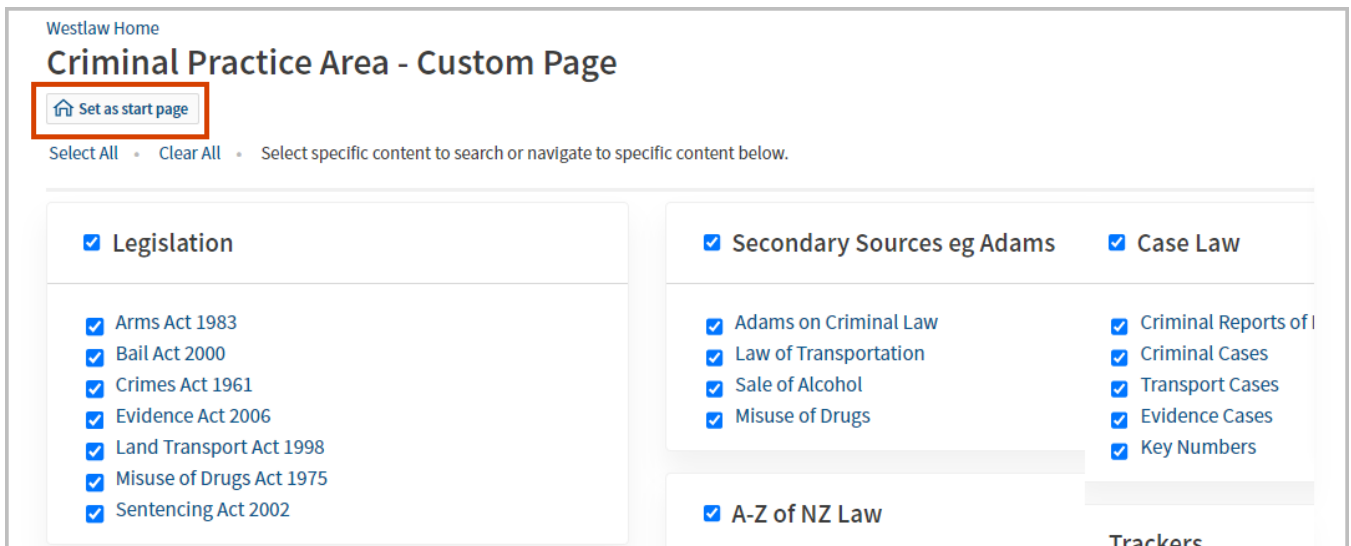 Westlaw Home
Criminal Practice Area - Custom Page
Set as start page
Select All • Clear All • Select specific content to search or navigate to specific content below.
Legislation
Arms Act 1983
Bail Act 2000
Crimes Act 1961
Evidence Act 2006
Land Transport Act 1998
Misuse of Drugs Act 1975
Sentencing Act 2002
Secondary Sources eg Adams
Adams on Criminal Law
Law of Transportation
Sale of Alcohol
Misuse of Drugs
A-Z of NZ Law
Case Law
Criminal Reports of
Criminal Cases
Transport Cases
Evidence Cases
Key Numbers
Trackers